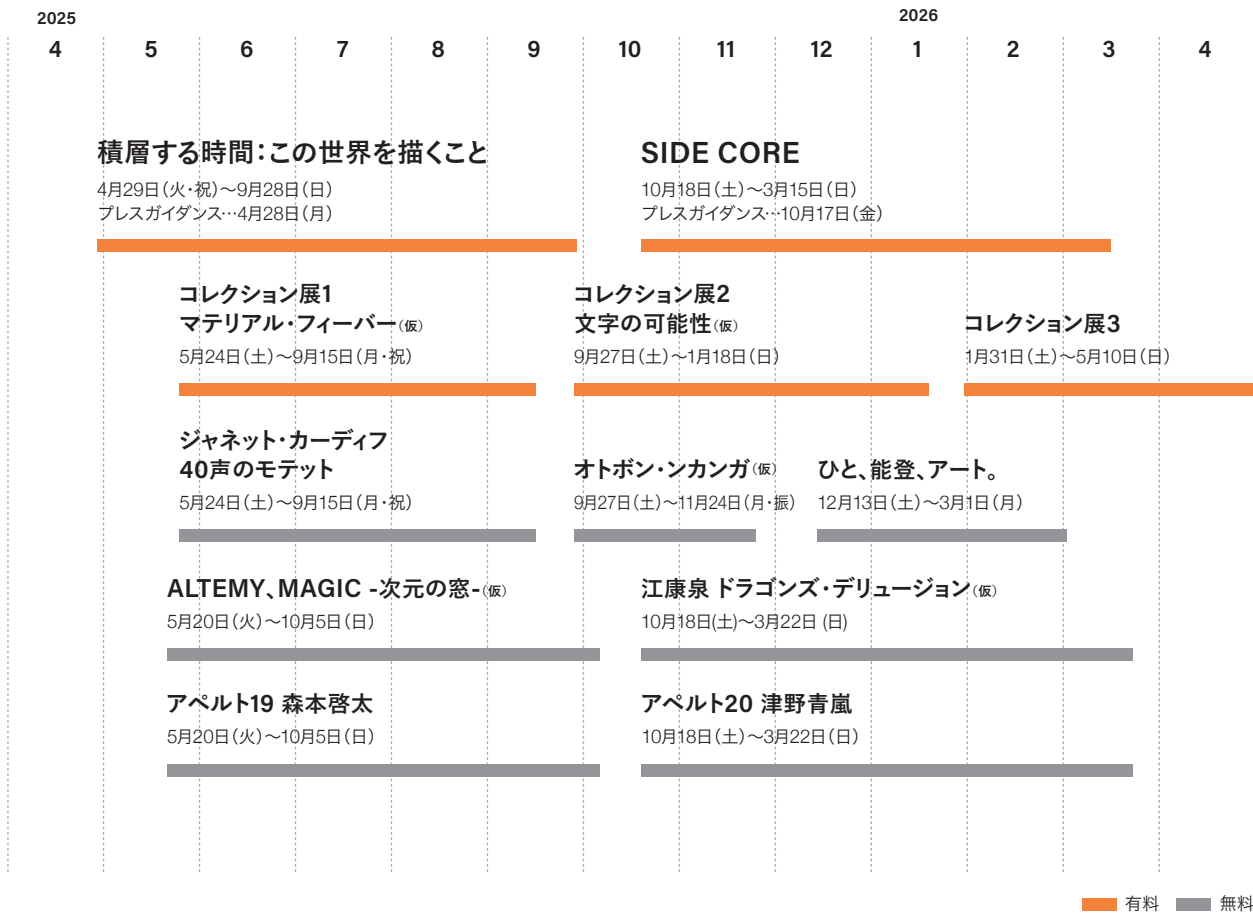 2025
2026
4 5 6 7 8 9 10 11 12 1 2 3 4
積層する時間：この世界を描くこと
4月29日（火・祝）〜9月28日（日）
プレスガイダンス…4月28日（月）
SIDE CORE
10月18日（土）〜3月15日（日）
プレスガイダンス…10月17日（金）
コレクション展1
マテリアル・フィーバー（仮）
5月24日（土）〜9月15日（月・祝）
コレクション展2
文字の可能性（仮）
9月27日（土）〜1月18日（日）
コレクション展3
1月31日（土）〜5月10日（日）
ジャネット・カーディフ
40声のモテット
5月24日（土）〜9月15日（月・祝）
オトボン・ンカンガ（仮）
9月27日（土）〜11月24日（月・振）
ひと、能登、アート。
12月13日（土）〜3月1日（月）
ALTEMY、MAGIC -次元の窓-（仮）
5月20日（火）〜10月5日（日）
江康泉 ドラゴンズ・デリュージョン（仮）
10月18日(土)〜3月22日 (日)
アペルト19 森本啓太
5月20日（火）〜10月5日（日）
アペルト20 津野青嵐
10月18日（土）〜3月22日（日）
有料 無料